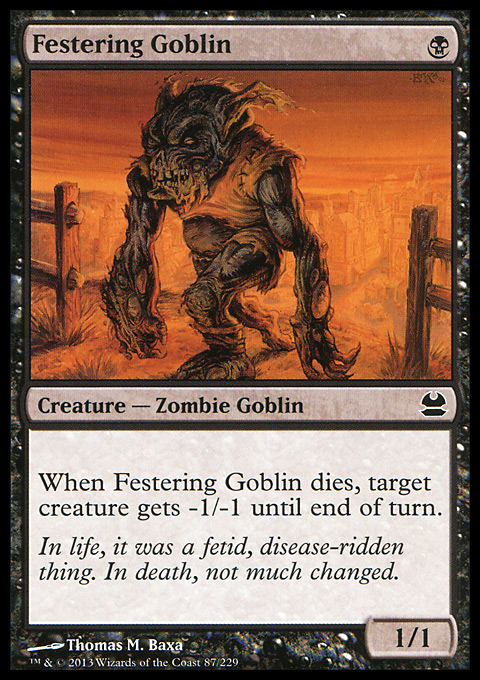 Festering Goblin
Creature — Zombie Goblin
When Festering Goblin dies, target
creature gets -1/-1 until end of turn.
In life, it was a fetid, disease-ridden
thing. In death, not much changed.
Thomas M. Baxa
1/1
™ & © 2013 Wizards of the Coast 87/229